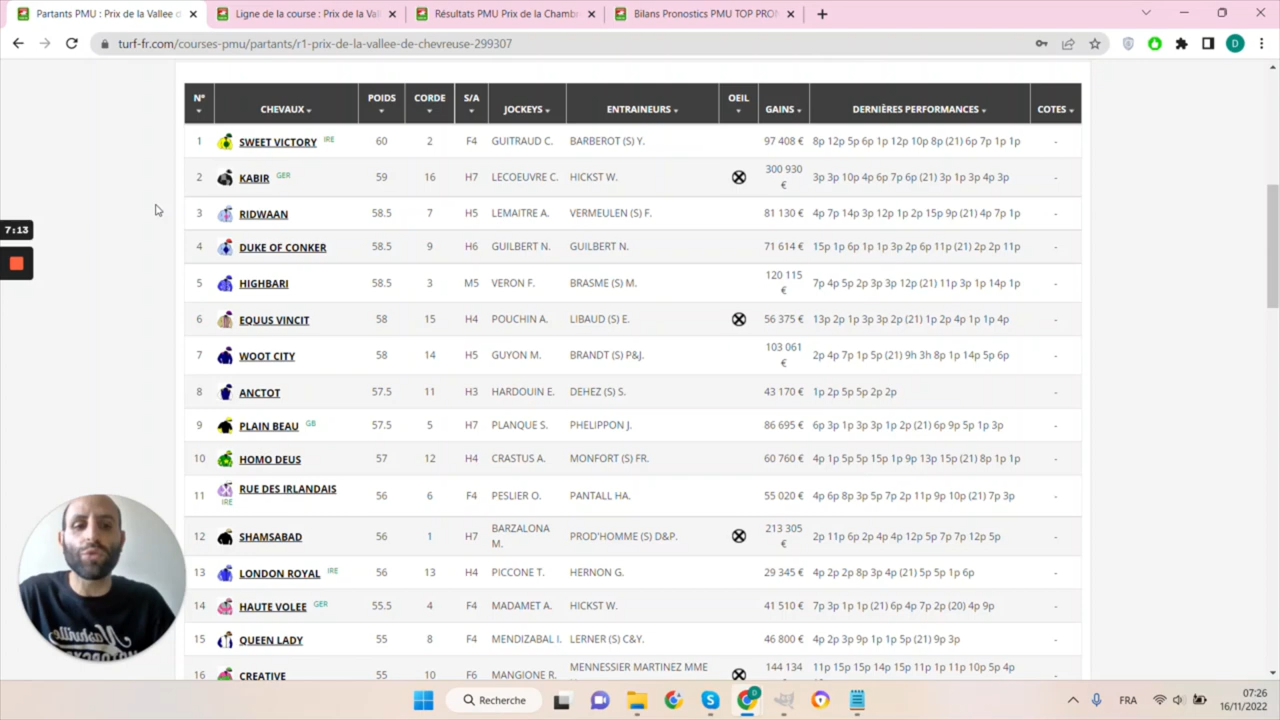 Partants PMU : Prix de la Vallee d
Ligne de la course : Prix de la Val
Résultats PMU Prix de la Chamb
Bilans Pronostics PMU TOP PRON
turf-fr.com/courses-pmu/partants/r1-prix-de-la-vallee-de-chevreuse-299307
D
N° CHEVAUX POIDS CORDE S/A JOCKEYS ENTRAINEURS OEIL GAINS DERNIÈRES PERFORMANCES COTES
1 SWEET VICTORY IRE 60 2 F4 GUITRAUD C. BARBEROT (S) Y. 97 408 € 8p 12p 5p 6p 1p 12p 10p 8p (21) 6p 7p 1p 1p -
2 KABIR GER 59 16 H7 LECOEUVRE C. HICKST W. 300 930 € 3p 3p 10p 4p 6p 7p 6p (21) 3p 1p 3p 4p 3p -
3 RIDWAAN 58.5 7 H5 LEMAITRE A. VERMEULEN (S) F. 81 130 € 4p 7p 14p 3p 12p 1p 2p 15p 9p (21) 4p 7p 1p -
4 DUKE OF CONKER 58.5 9 H6 GUILBERT N. GUILBERT N. 71 614 € 15p 1p 6p 1p 1p 3p 2p 6p 11p (21) 2p 2p 11p -
5 HIGHBARI 58.5 3 M5 VERON F. BRASME (S) M. 120 115 € 7p 4p 5p 2p 3p 3p 12p (21) 11p 3p 1p 14p 1p -
6 EQUUS VINCIT 58 15 H4 POUCHIN A. LIBAUD (S) E. 56 375 € 13p 2p 1p 3p 3p 2p (21) 1p 2p 4p 1p 1p 4p -
7 WOOT CITY 58 14 H5 GUYON M. BRANDT (S) P&J. 103 061 € 2p 4p 7p 1p 5p (21) 9h 3h 8p 1p 14p 5p 6p -
8 ANCTOT 57.5 11 H3 HARDOUIN E. DEHEZ (S) S. 43 170 € 1p 2p 5p 5p 2p 2p -
9 PLAIN BEAU GB 57.5 5 H7 PLANQUE S. PHELIPPON J. 86 695 € 6p 3p 1p 3p 3p 1p 2p (21) 6p 9p 5p 1p 3p -
10 HOMO DEUS 57 12 H4 CRASTUS A. MONFORT (S) FR. 60 760 € 4p 1p 5p 5p 15p 1p 9p 13p 15p (21) 8p 1p 1p -
11 RUE DES IRLANDAIS IRE 56 6 F4 PESLIER O. PANTALL HA. 55 020 € 4p 6p 8p 3p 5p 7p 2p 11p 9p 10p (21) 7p 3p -
12 SHAMSABAD 56 1 H7 BARZALONA M. PROD'HOMME (S) D&P. 213 305 € 2p 11p 6p 2p 4p 4p 12p 5p 7p 7p 12p 5p -
13 LONDON ROYAL IRE 56 13 H4 PICCONE T. HERNON G. 29 345 € 4p 2p 2p 8p 3p 4p (21) 5p 5p 1p 6p -
14 HAUTE VOLEE GER 55.5 4 F4 MADAMET A. HICKST W. 41 510 € 7p 3p 1p 1p (21) 6p 4p 7p 2p (20) 4p 9p -
15 QUEEN LADY 55 8 F4 MENDIZABAL I. LERNER (S) C&Y. 46 800 € 4p 2p 3p 9p 1p 1p 5p (21) 9p 3p -
16 CREATIVE 55 10 F6 MANGIONE R. MENNESSIER MARTINEZ MME 144 134 11p 15p 15p 14p 15p 11p 1p 11p 10p 5p 4p -
7:13
Nashville
Recherche
FRA
07:26
16/11/2022